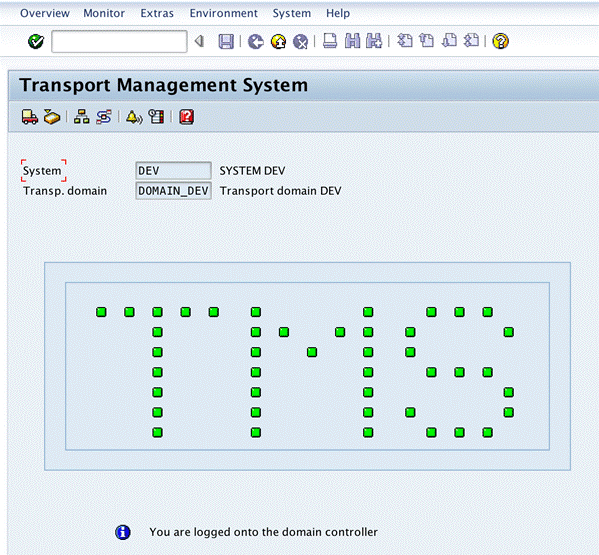 Overview Monitor Extras Environment System Help
Transport Management System
System DEV SYSTEM DEV
Transp. domain DOMAIN_DEV Transport domain DEV
TMS
You are logged onto the domain controller